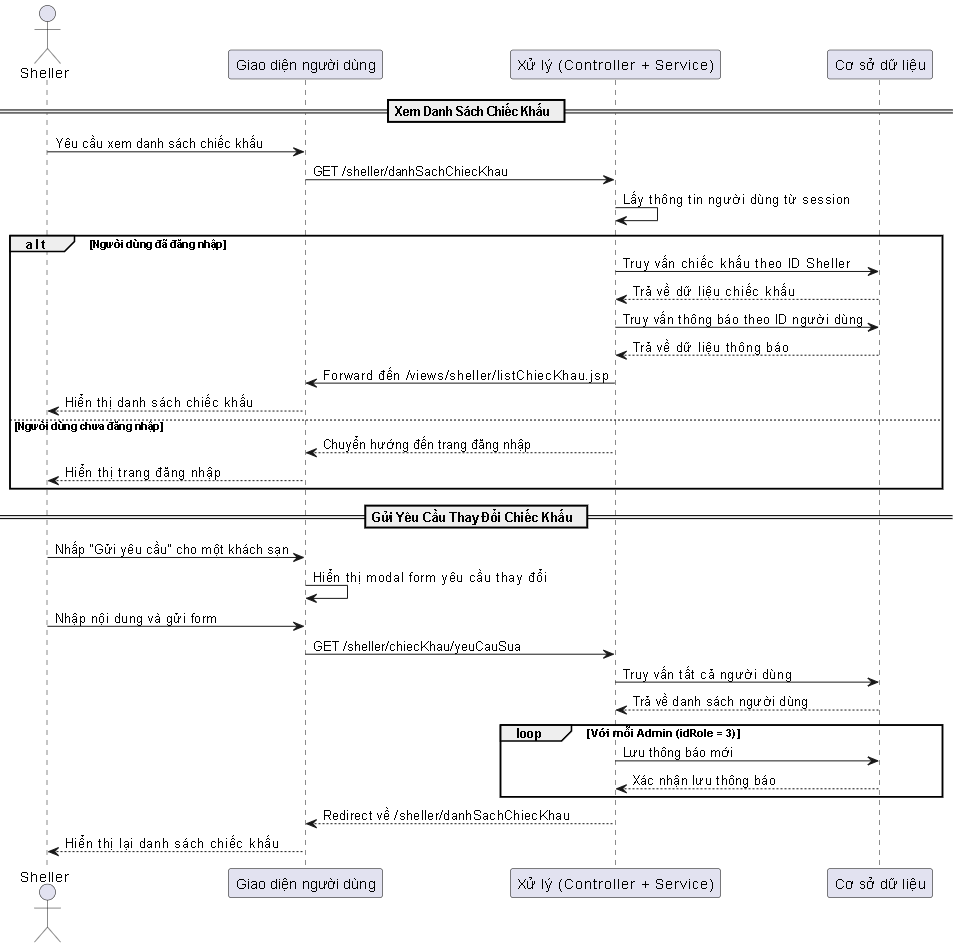 Sheller
Giao diện người dùng
Xử lý (Controller + Service)
Cơ sở dữ liệu
Xem Danh Sách Chiếc Khấu
Yêu cầu xem danh sách chiếc khấu
GET /sheller/danhSachChiecKhau
Lấy thông tin người dùng từ session
alt
[Người dùng đã đăng nhập]
Truy vấn chiếc khấu theo ID Sheller
Trả về dữ liệu chiếc khấu
Truy vấn thông báo theo ID người dùng
Trả về dữ liệu thông báo
Forward đến /views/sheller/listChiecKhau.jsp
Hiển thị danh sách chiếc khấu
[Người dùng chưa đăng nhập]
Chuyển hướng đến trang đăng nhập
Hiển thị trang đăng nhập
Gửi Yêu Cầu Thay Đổi Chiếc Khấu
Nhấp "Gửi yêu cầu" cho một khách sạn
Hiển thị modal form yêu cầu thay đổi
Nhập nội dung và gửi form
GET /sheller/chiecKhau/yeuCauSua
Truy vấn tất cả người dùng
Trả về danh sách người dùng
loop
[Với mỗi Admin (idRole = 3)]
Lưu thông báo mới
Xác nhận lưu thông báo
Redirect về /sheller/danhSachChiecKhau
Hiển thị lại danh sách chiếc khấu
Sheller
Giao diện người dùng
Xử lý (Controller + Service)
Cơ sở dữ liệu